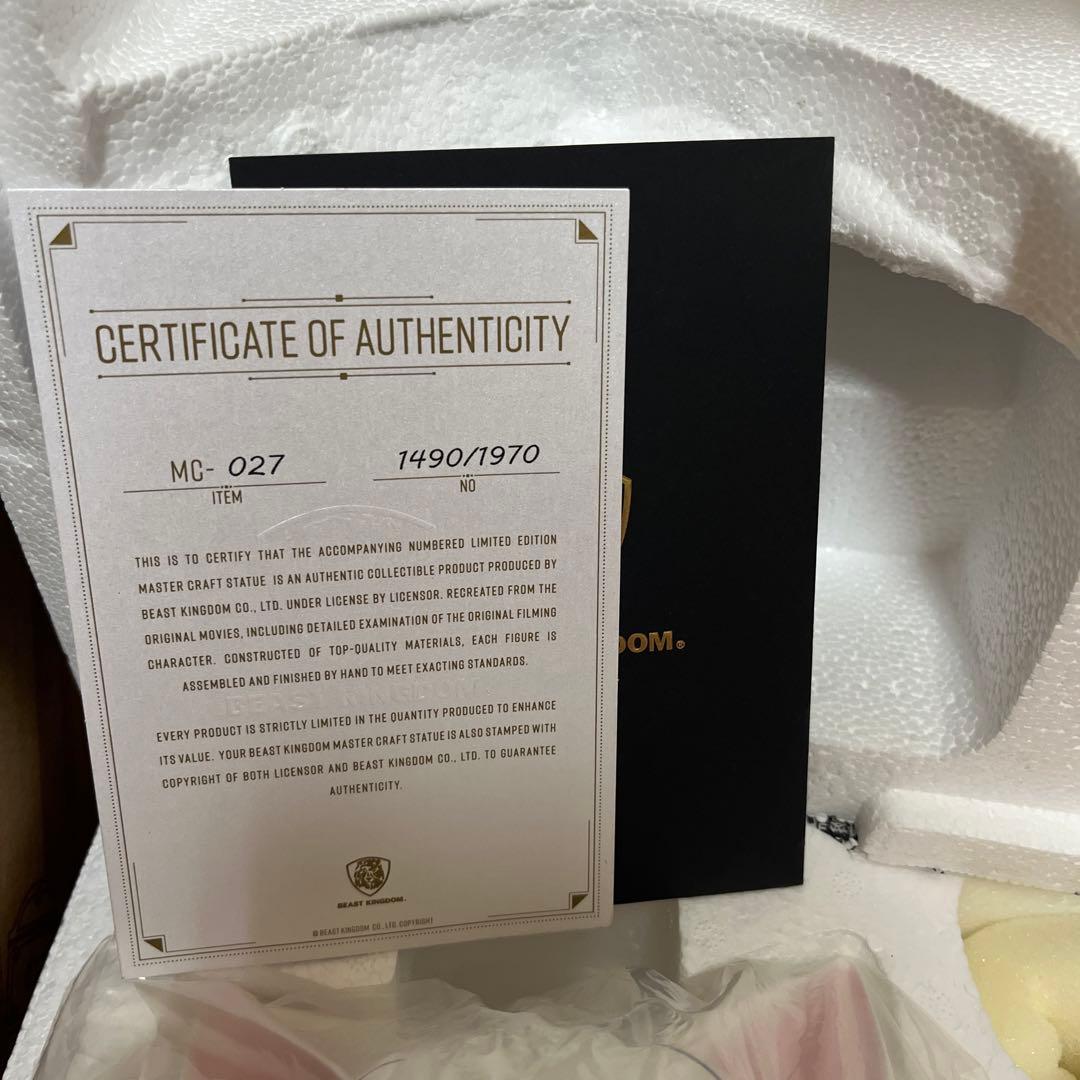 CERTIFICATE OF AUTHENTICITY
MC- 027
ITEM
1490/1970
NO
THIS IS TO CERTIFY THAT THE ACCOMPANYING NUMBERED LIMITED EDITION
MASTER CRAFT STATUE IS AN AUTHENTIC COLLECTIBLE PRODUCT PRODUCED BY
BEAST KINGDOM CO., LTD. UNDER LICENSE BY LICENSOR. RECREATED FROM THE
ORIGINAL MOVIES, INCLUDING DETAILED EXAMINATION OF THE ORIGINAL FILMING
CHARACTER. CONSTRUCTED OF TOP-QUALITY MATERIALS, EACH FIGURE IS
ASSEMBLED AND FINISHED BY HAND TO MEET EXACTING STANDARDS.
BEAST KINGDOM
EVERY PRODUCT IS STRICTLY LIMITED IN THE QUANTITY PRODUCED TO ENHANCE
ITS VALUE. YOUR BEAST KINGDOM MASTER CRAFT STATUE IS ALSO STAMPED WITH
COPYRIGHT OF BOTH LICENSOR AND BEAST KINGDOM CO., LTD. TO GUARANTEE
AUTHENTICITY.
BEAST KINGDOM.
© BEAST KINGDOM CO., LTD. COPYRIGHT
DOM®